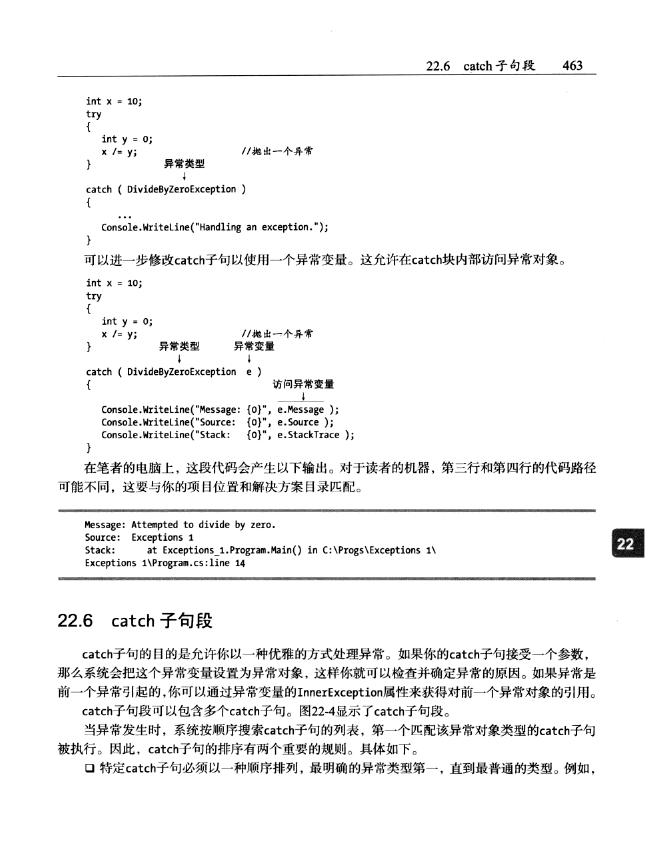 22.6 catch 子句段 463
int x = 10;
try
{
int y = 0;
x /= y; //抛出一个异常
} 异常类型
↓
catch ( DivideByZeroException )
{
...
Console.WriteLine("Handling an exception.");
}
可以进一步修改catch子句以使用一个异常变量。这允许在catch块内部访问异常对象。
int x = 10;
try
{
int y = 0;
x /= y; //抛出一个异常
} 异常类型 异常变量
↓ ↓
catch ( DivideByZeroException e )
{ 访问异常变量
↓
Console.WriteLine("Message: {0}", e.Message );
Console.WriteLine("Source: {0}", e.Source );
Console.WriteLine("Stack: {0}", e.StackTrace );
}
在笔者的电脑上，这段代码会产生以下输出。对于读者的机器，第三行和第四行的代码路径
可能不同，这要与你的项目位置和解决方案目录匹配。
Message: Attempted to divide by zero.
Source: Exceptions 1
Stack: at Exceptions_1.Program.Main() in C:\Progs\Exceptions 1\
Exceptions 1\Program.cs:line 14
22
22.6 catch 子句段
catch子句的目的是允许你以一种优雅的方式处理异常。如果你的catch子句接受一个参数，
那么系统会把这个异常变量设置为异常对象，这样你就可以检查并确定异常的原因。如果异常是
前一个异常引起的，你可以通过异常变量的InnerException属性来获得对前一个异常对象的引用。
catch子句段可以包含多个catch子句。图22-4显示了catch子句段。
当异常发生时，系统按顺序搜索catch子句的列表，第一个匹配该异常对象类型的catch子句
被执行。因此，catch子句的排序有两个重要的规则。具体如下。
❑ 特定catch子句必须以一种顺序排列，最明确的异常类型第一，直到最普通的类型。例如，